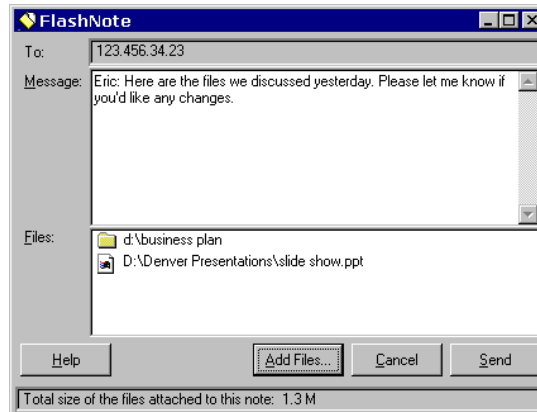 FlashNote
To: 123.456.34.23
Message: Eric: Here are the files we discussed yesterday. Please let me know if
you'd like any changes.
Files: d:\business plan
D:\Denver Presentations\slide show.ppt
Help Add Files... Cancel Send
Total size of the files attached to this note: 1.3 M